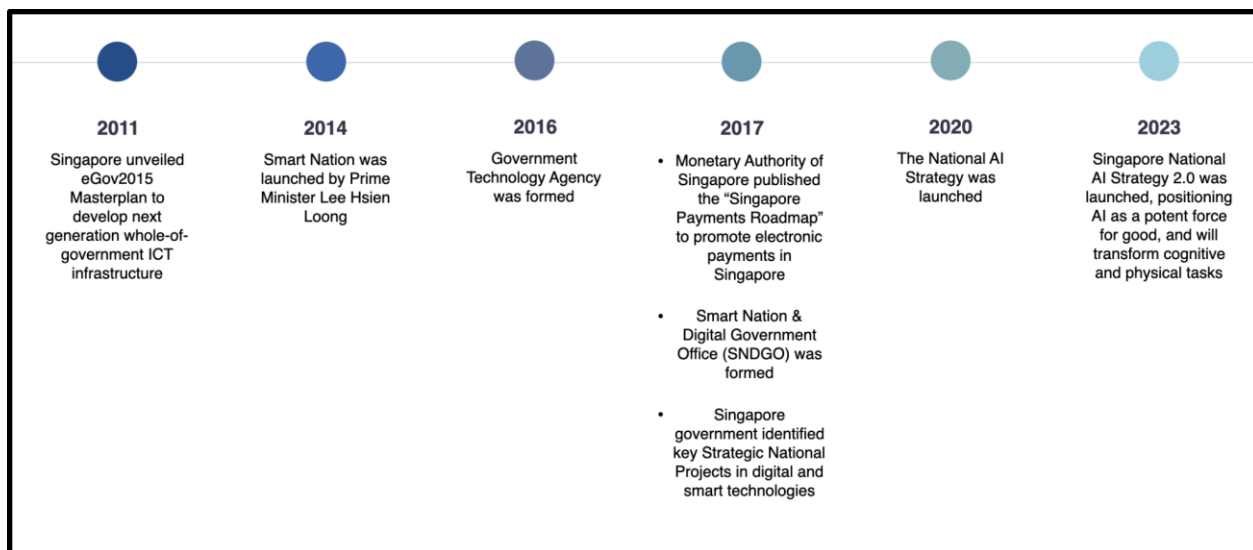 2011
Singapore unveiled
eGov2015
Masterplan to
develop next
generation whole-of-
government ICT
infrastructure
2014
Smart Nation was
launched by Prime
Minister Lee Hsien
Loong
2016
Government
Technology Agency
was formed
2017
• Monetary Authority of
Singapore published
the “Singapore
Payments Roadmap”
to promote electronic
payments in
Singapore
• Smart Nation &
Digital Government
Office (SNDGO) was
formed
• Singapore
government identified
key Strategic National
Projects in digital and
smart technologies
2020
The National AI
Strategy was
launched
2023
Singapore National
AI Strategy 2.0 was
launched, positioning
AI as a potent force
for good, and will
transform cognitive
and physical tasks